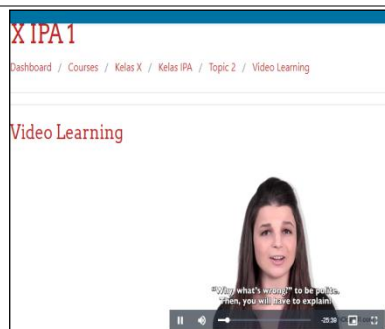 X IPA 1
Dashboard / Courses / Kelas X / Kelas IPA / Topic 2 / Video Learning
Video Learning
"Why, what's wrong?" to be polite.
Then, you will have to explain!
-25:39